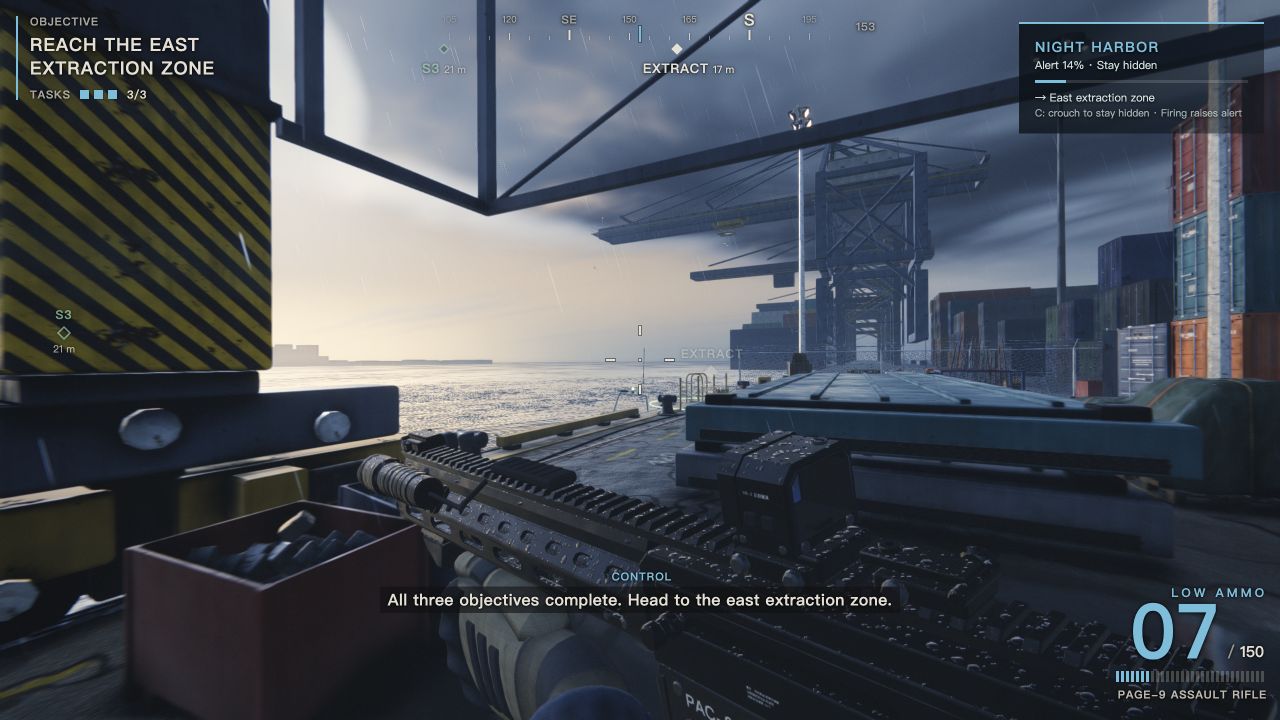 OBJECTIVE
REACH THE EAST
EXTRACTION ZONE
TASKS 3/3
105 120 SE 150 165 S 195 153
S3 21 m
EXTRACT 17 m
NIGHT HARBOR
Alert 14% · Stay hidden
→ East extraction zone
C: crouch to stay hidden · Firing raises alert
S3
21 m
EXTRACT
CONTROL
All three objectives complete. Head to the east extraction zone.
LOW AMMO
07 / 150
PAGE-9 ASSAULT RIFLE